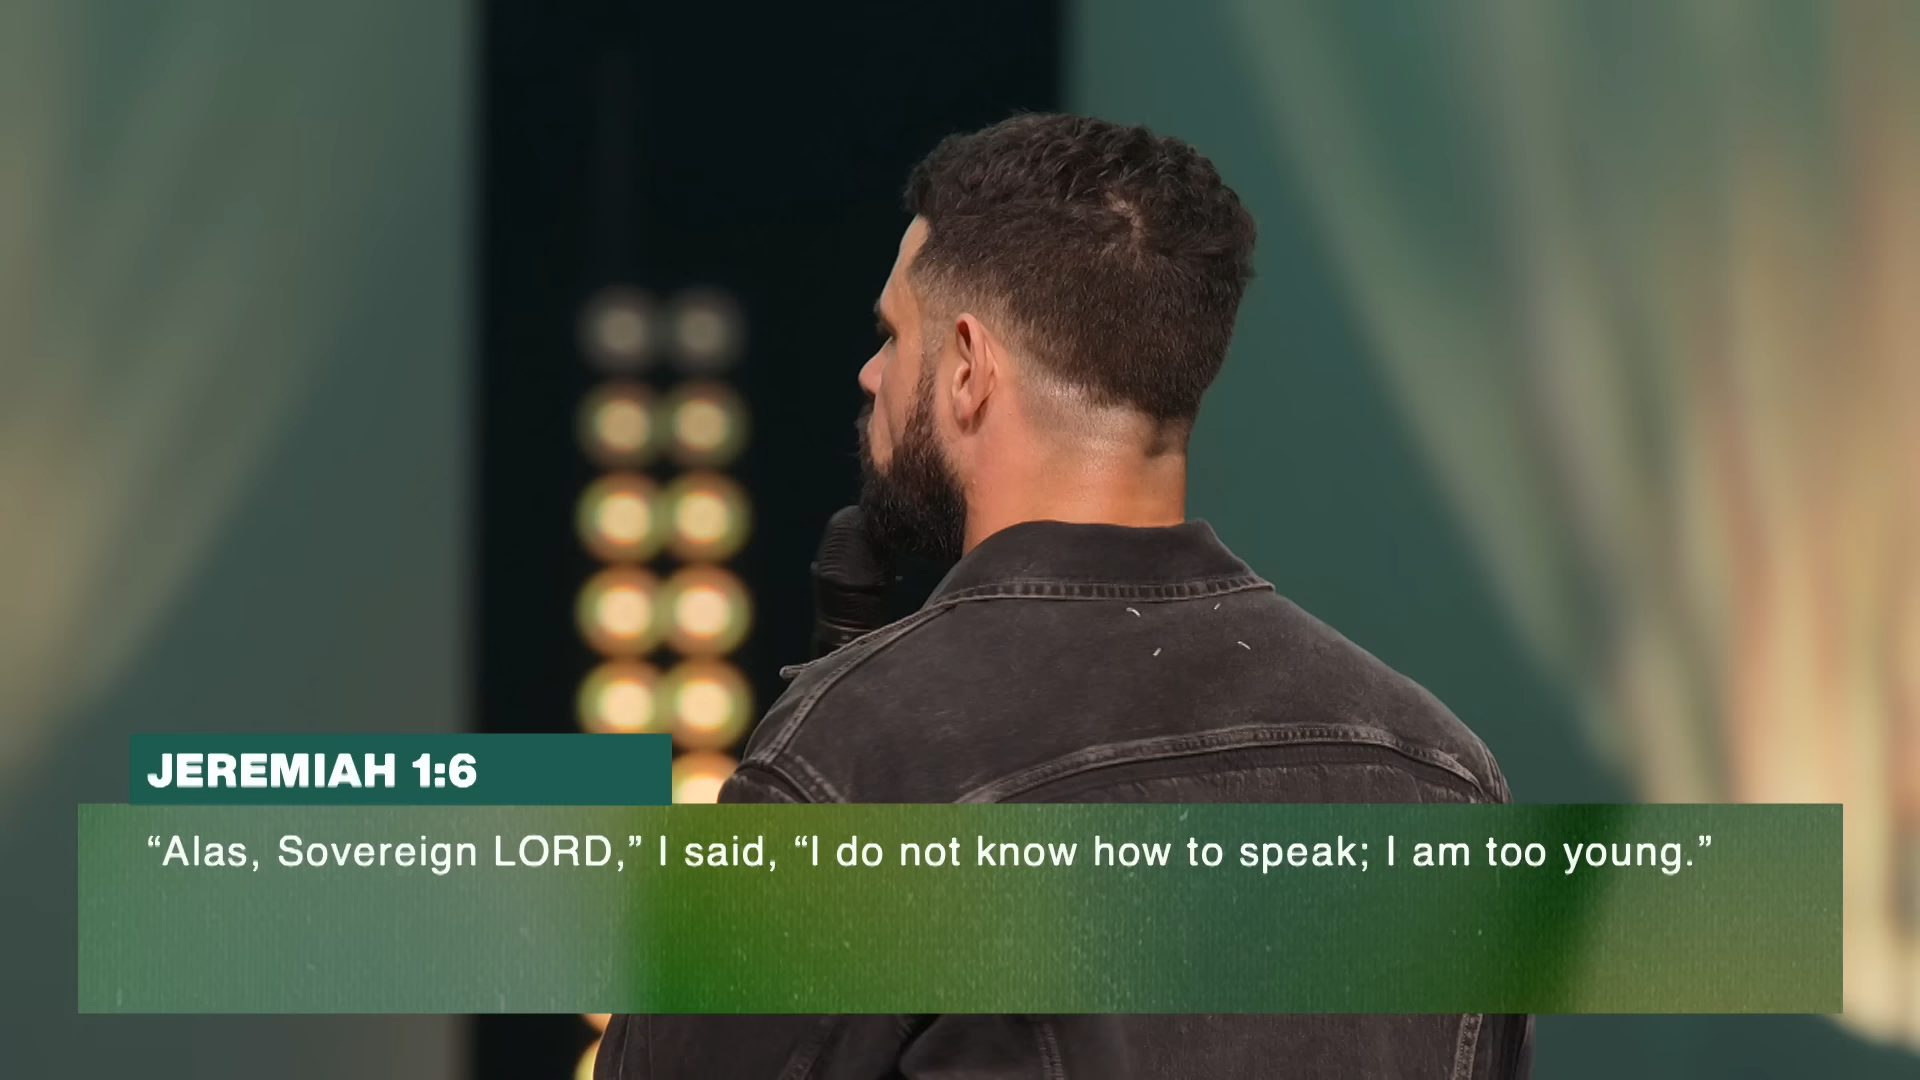 JEREMIAH 1:6
“Alas, Sovereign LORD,” I said, “I do not know how to speak; I am too young.”